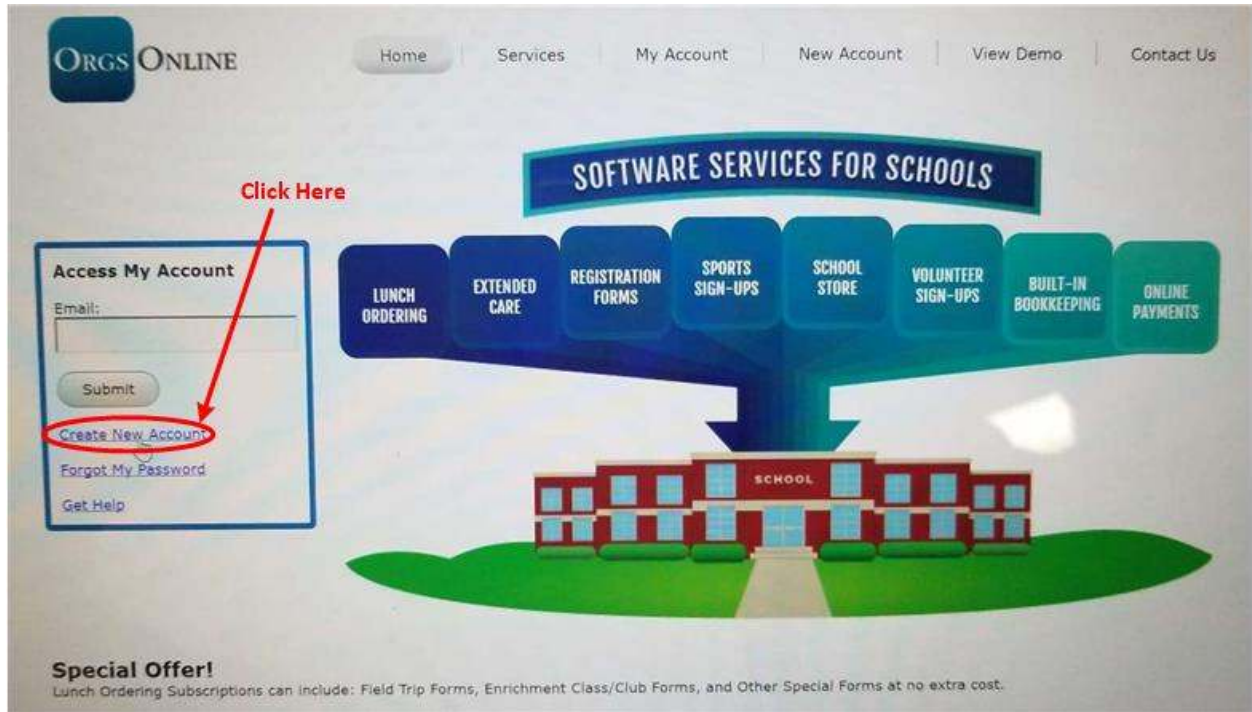 ORGS ONLINE
Home Services My Account New Account View Demo Contact Us
SOFTWARE SERVICES FOR SCHOOLS
Click Here
LUNCH
ORDERING
EXTENDED
CARE
REGISTRATION
FORMS
SPORTS
SIGN-UPS
SCHOOL
STORE
VOLUNTEER
SIGN-UPS
BUILT-IN
BOOKKEEPING
ONLINE
PAYMENTS
Access My Account
Email:
Submit
Create New Account
Forgot My Password
Get Help
SCHOOL
Special Offer!
Lunch Ordering Subscriptions can include: Field Trip Forms, Enrichment Class/Club Forms, and Other Special Forms at no extra cost.